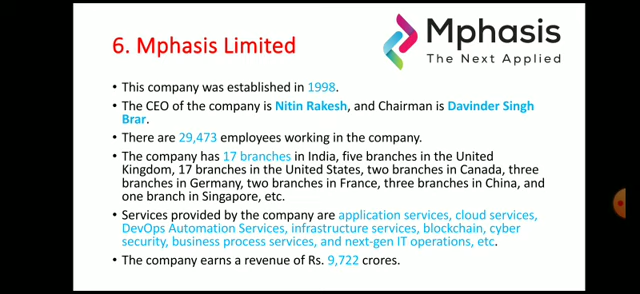 6. Mphasis Limited
Mphasis
The Next Applied
• This company was established in 1998.
• The CEO of the company is Nitin Rakesh, and Chairman is Davinder Singh
Brar.
• There are 29,473 employees working in the company.
• The company has 17 branches in India, five branches in the United
Kingdom, 17 branches in the United States, two branches in Canada, three
branches in Germany, two branches in France, three branches in China, and
one branch in Singapore, etc.
• Services provided by the company are application services, cloud services,
DevOps Automation Services, infrastructure services, blockchain, cyber
security, business process services, and next-gen IT operations, etc.
• The company earns a revenue of Rs. 9,722 crores.